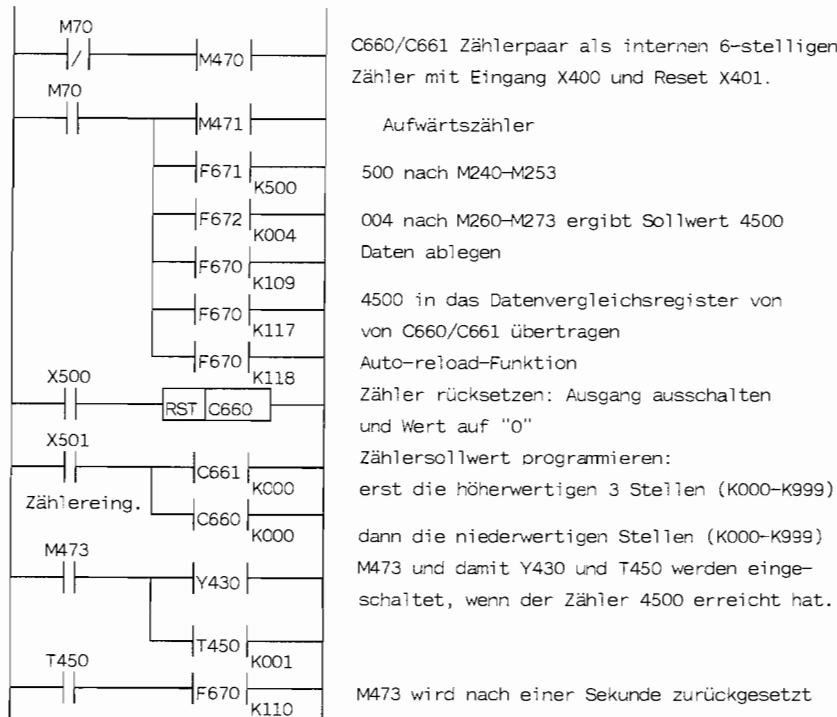 M70
M470
C660/C661 Zählerpaar als internen 6-stelligen
Zähler mit Eingang X400 und Reset X401.
M70
M471
Aufwärtszähler
F671
K500
500 nach M240-M253
F672
K004
004 nach M260-M273 ergibt Sollwert 4500
Daten ablegen
F670
K109
4500 in das Datenvergleichsregister von
F670
K117
von C660/C661 übertragen
F670
K118
Auto-reload-Funktion
X500
RST C660
Zähler rücksetzen: Ausgang ausschalten
und Wert auf "0"
X501
Zählersollwert programmieren:
C661
K000
erst die höherwertigen 3 Stellen (K000-K999)
Zählereing.
C660
K000
dann die niederwertigen Stellen (K000-K999)
M473
Y430
M473 und damit Y430 und T450 werden einge-
schaltet, wenn der Zähler 4500 erreicht hat.
T450
K001
T450
F670
K110
M473 wird nach einer Sekunde zurückgesetzt